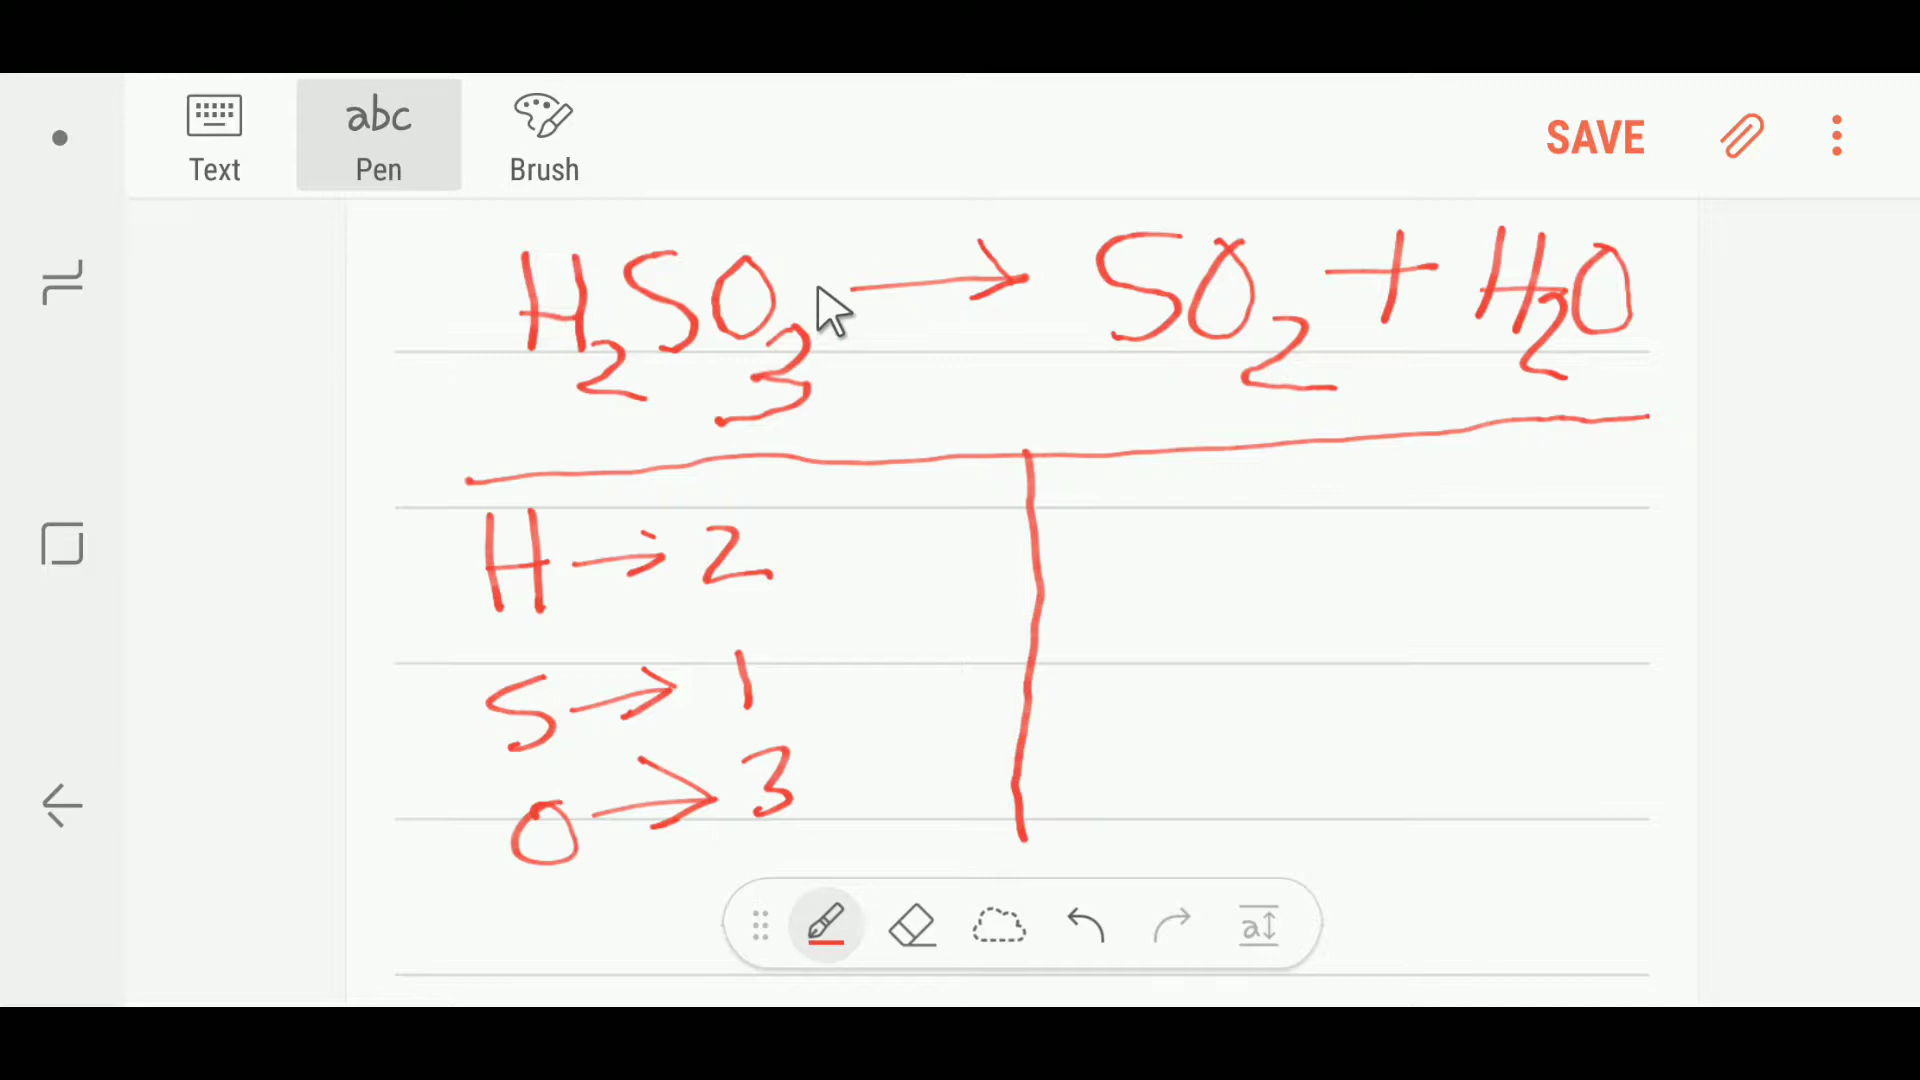 Text
abc
Pen
Brush
SAVE
H₂SO₃ → SO₂ + H₂O
H → 2
S → 1
O → 3
a